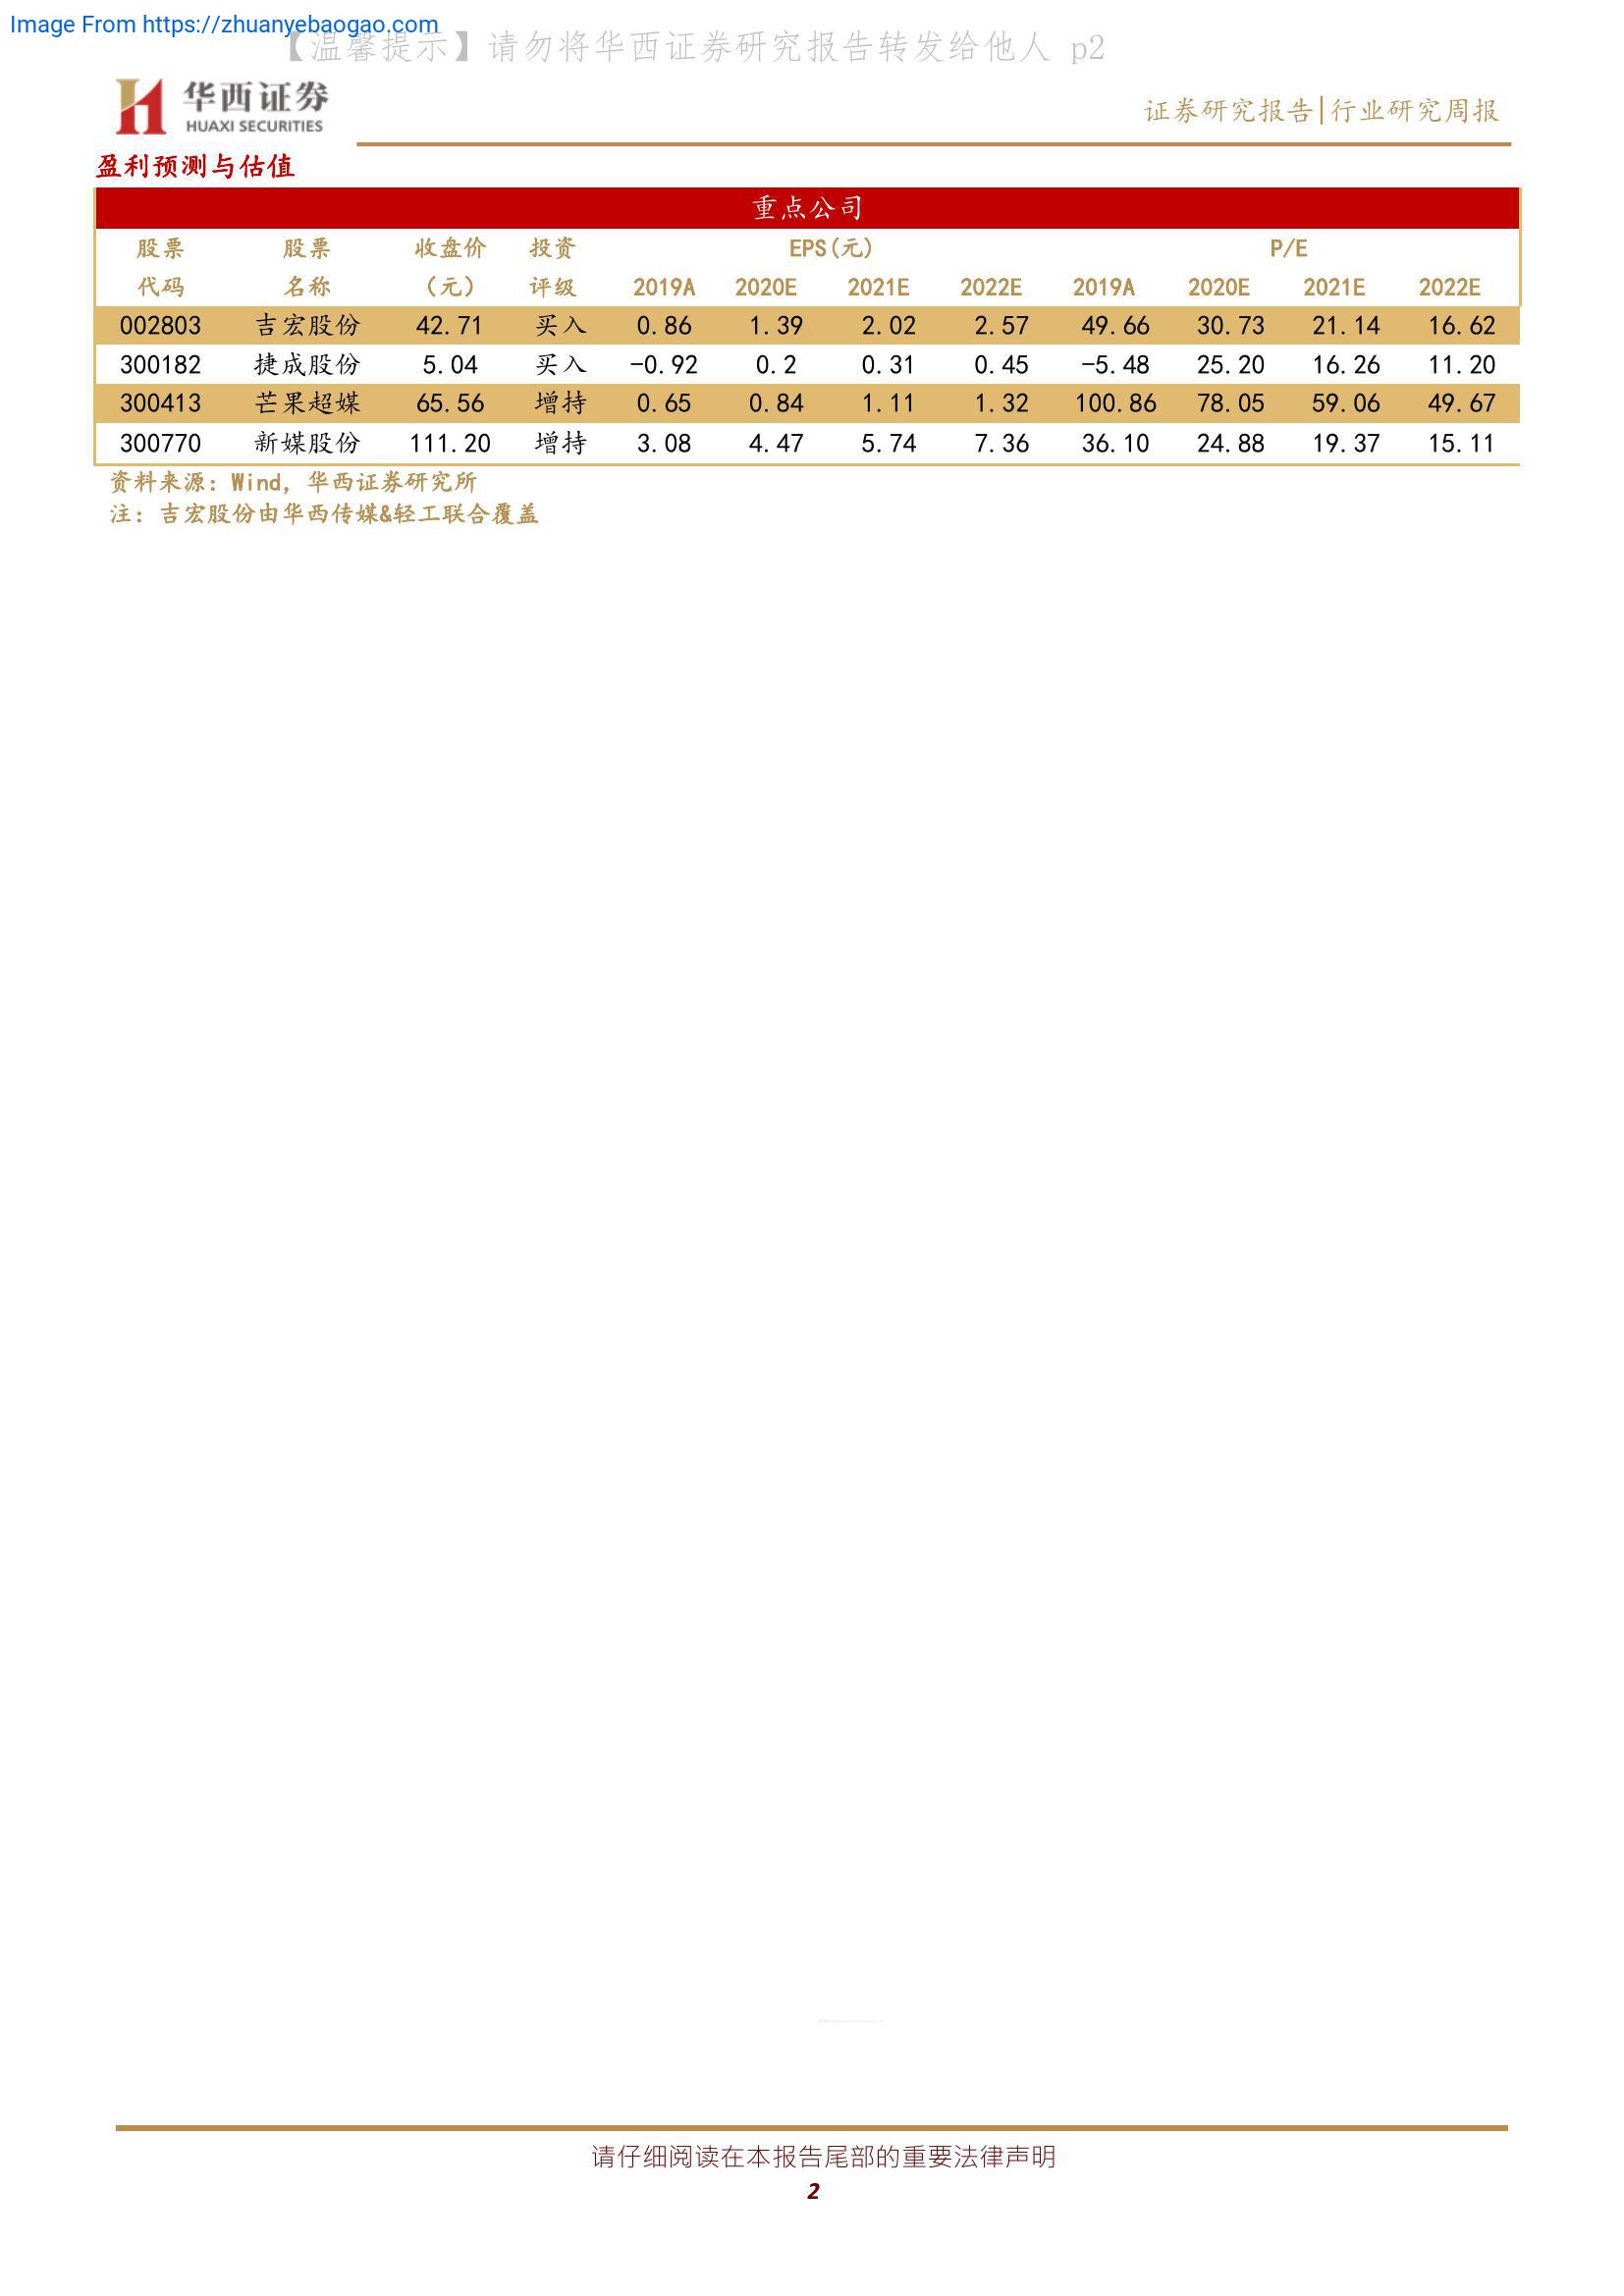 Image From https://zhuanyebaogao.com
【温馨提示】请勿将华西证券研究报告转发给他人 p2
华西证券
HUAXI SECURITIES
证券研究报告|行业研究周报
盈利预测与估值
重点公司
股票 股票 收盘价 投资 EPS(元) P/E
代码 名称 (元) 评级 2019A 2020E 2021E 2022E 2019A 2020E 2021E 2022E
002803 吉宏股份 42.71 买入 0.86 1.39 2.02 2.57 49.66 30.73 21.14 16.62
300182 捷成股份 5.04 买入 -0.92 0.2 0.31 0.45 -5.48 25.20 16.26 11.20
300413 芒果超媒 65.56 增持 0.65 0.84 1.11 1.32 100.86 78.05 59.06 49.67
300770 新媒股份 111.20 增持 3.08 4.47 5.74 7.36 36.10 24.88 19.37 15.11
资料来源：Wind，华西证券研究所
注：吉宏股份由华西传媒&轻工联合覆盖
请仔细阅读在本报告尾部的重要法律声明
2